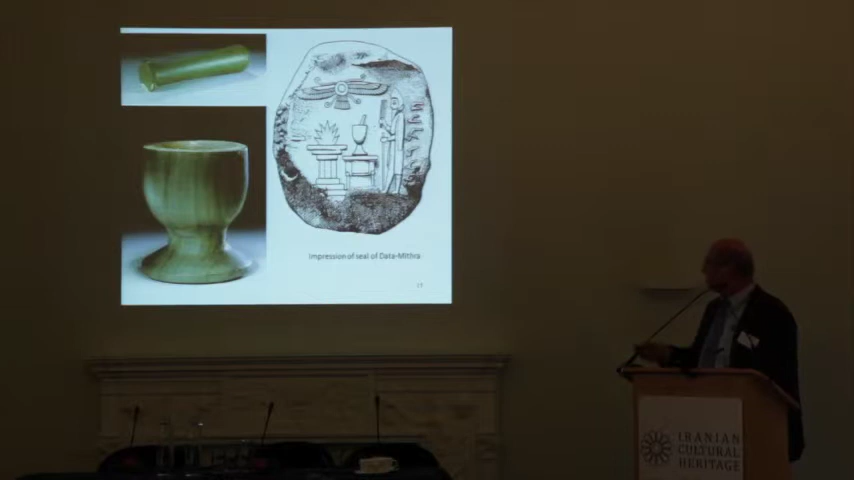 Impression of seal of Data-Mithra
IRANIAN
CULTURAL
HERITAGE